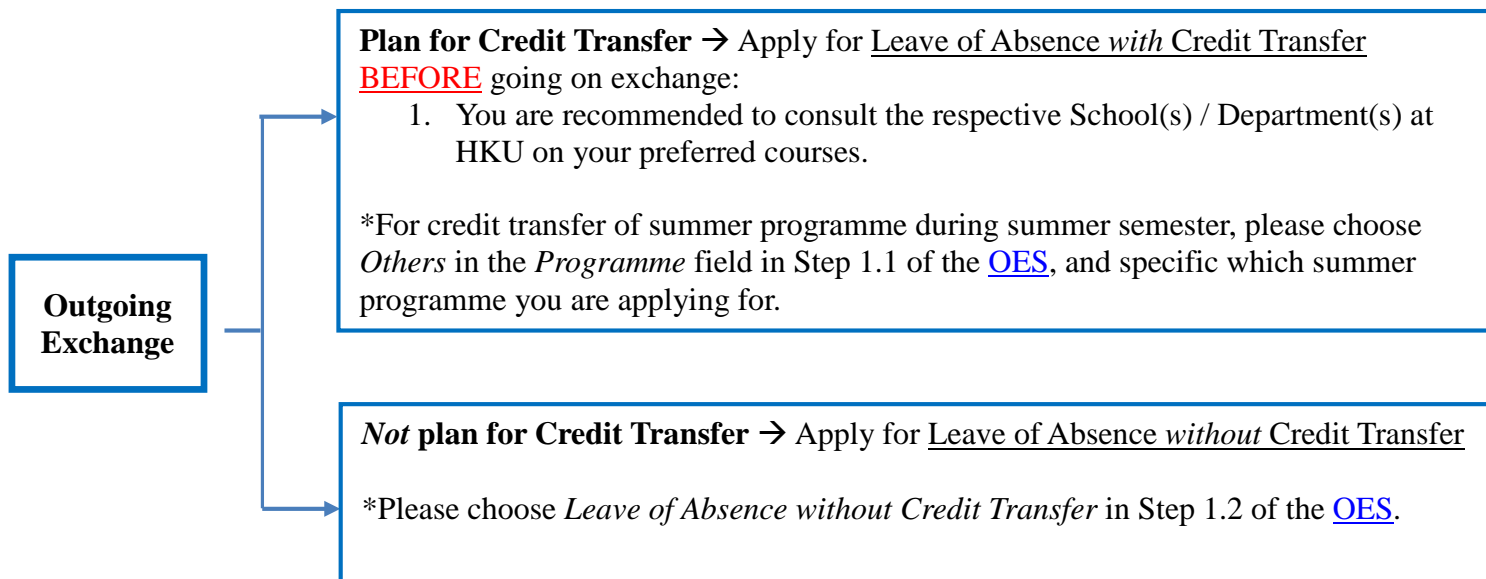 Plan for Credit Transfer → Apply for Leave of Absence with Credit Transfer
BEFORE going on exchange:
1. You are recommended to consult the respective School(s) / Department(s) at
HKU on your preferred courses.
*For credit transfer of summer programme during summer semester, please choose
Others in the Programme field in Step 1.1 of the OES, and specific which summer
programme you are applying for.
Outgoing
Exchange
Not plan for Credit Transfer → Apply for Leave of Absence without Credit Transfer
*Please choose Leave of Absence without Credit Transfer in Step 1.2 of the OES.